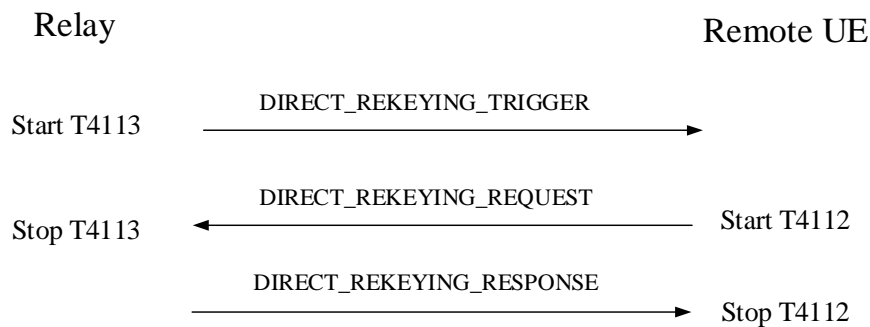 Relay
Remote UE
DIRECT_REKEYING_TRIGGER
Start T4113
DIRECT_REKEYING_REQUEST
Stop T4113
Start T4112
DIRECT_REKEYING_RESPONSE
Stop T4112